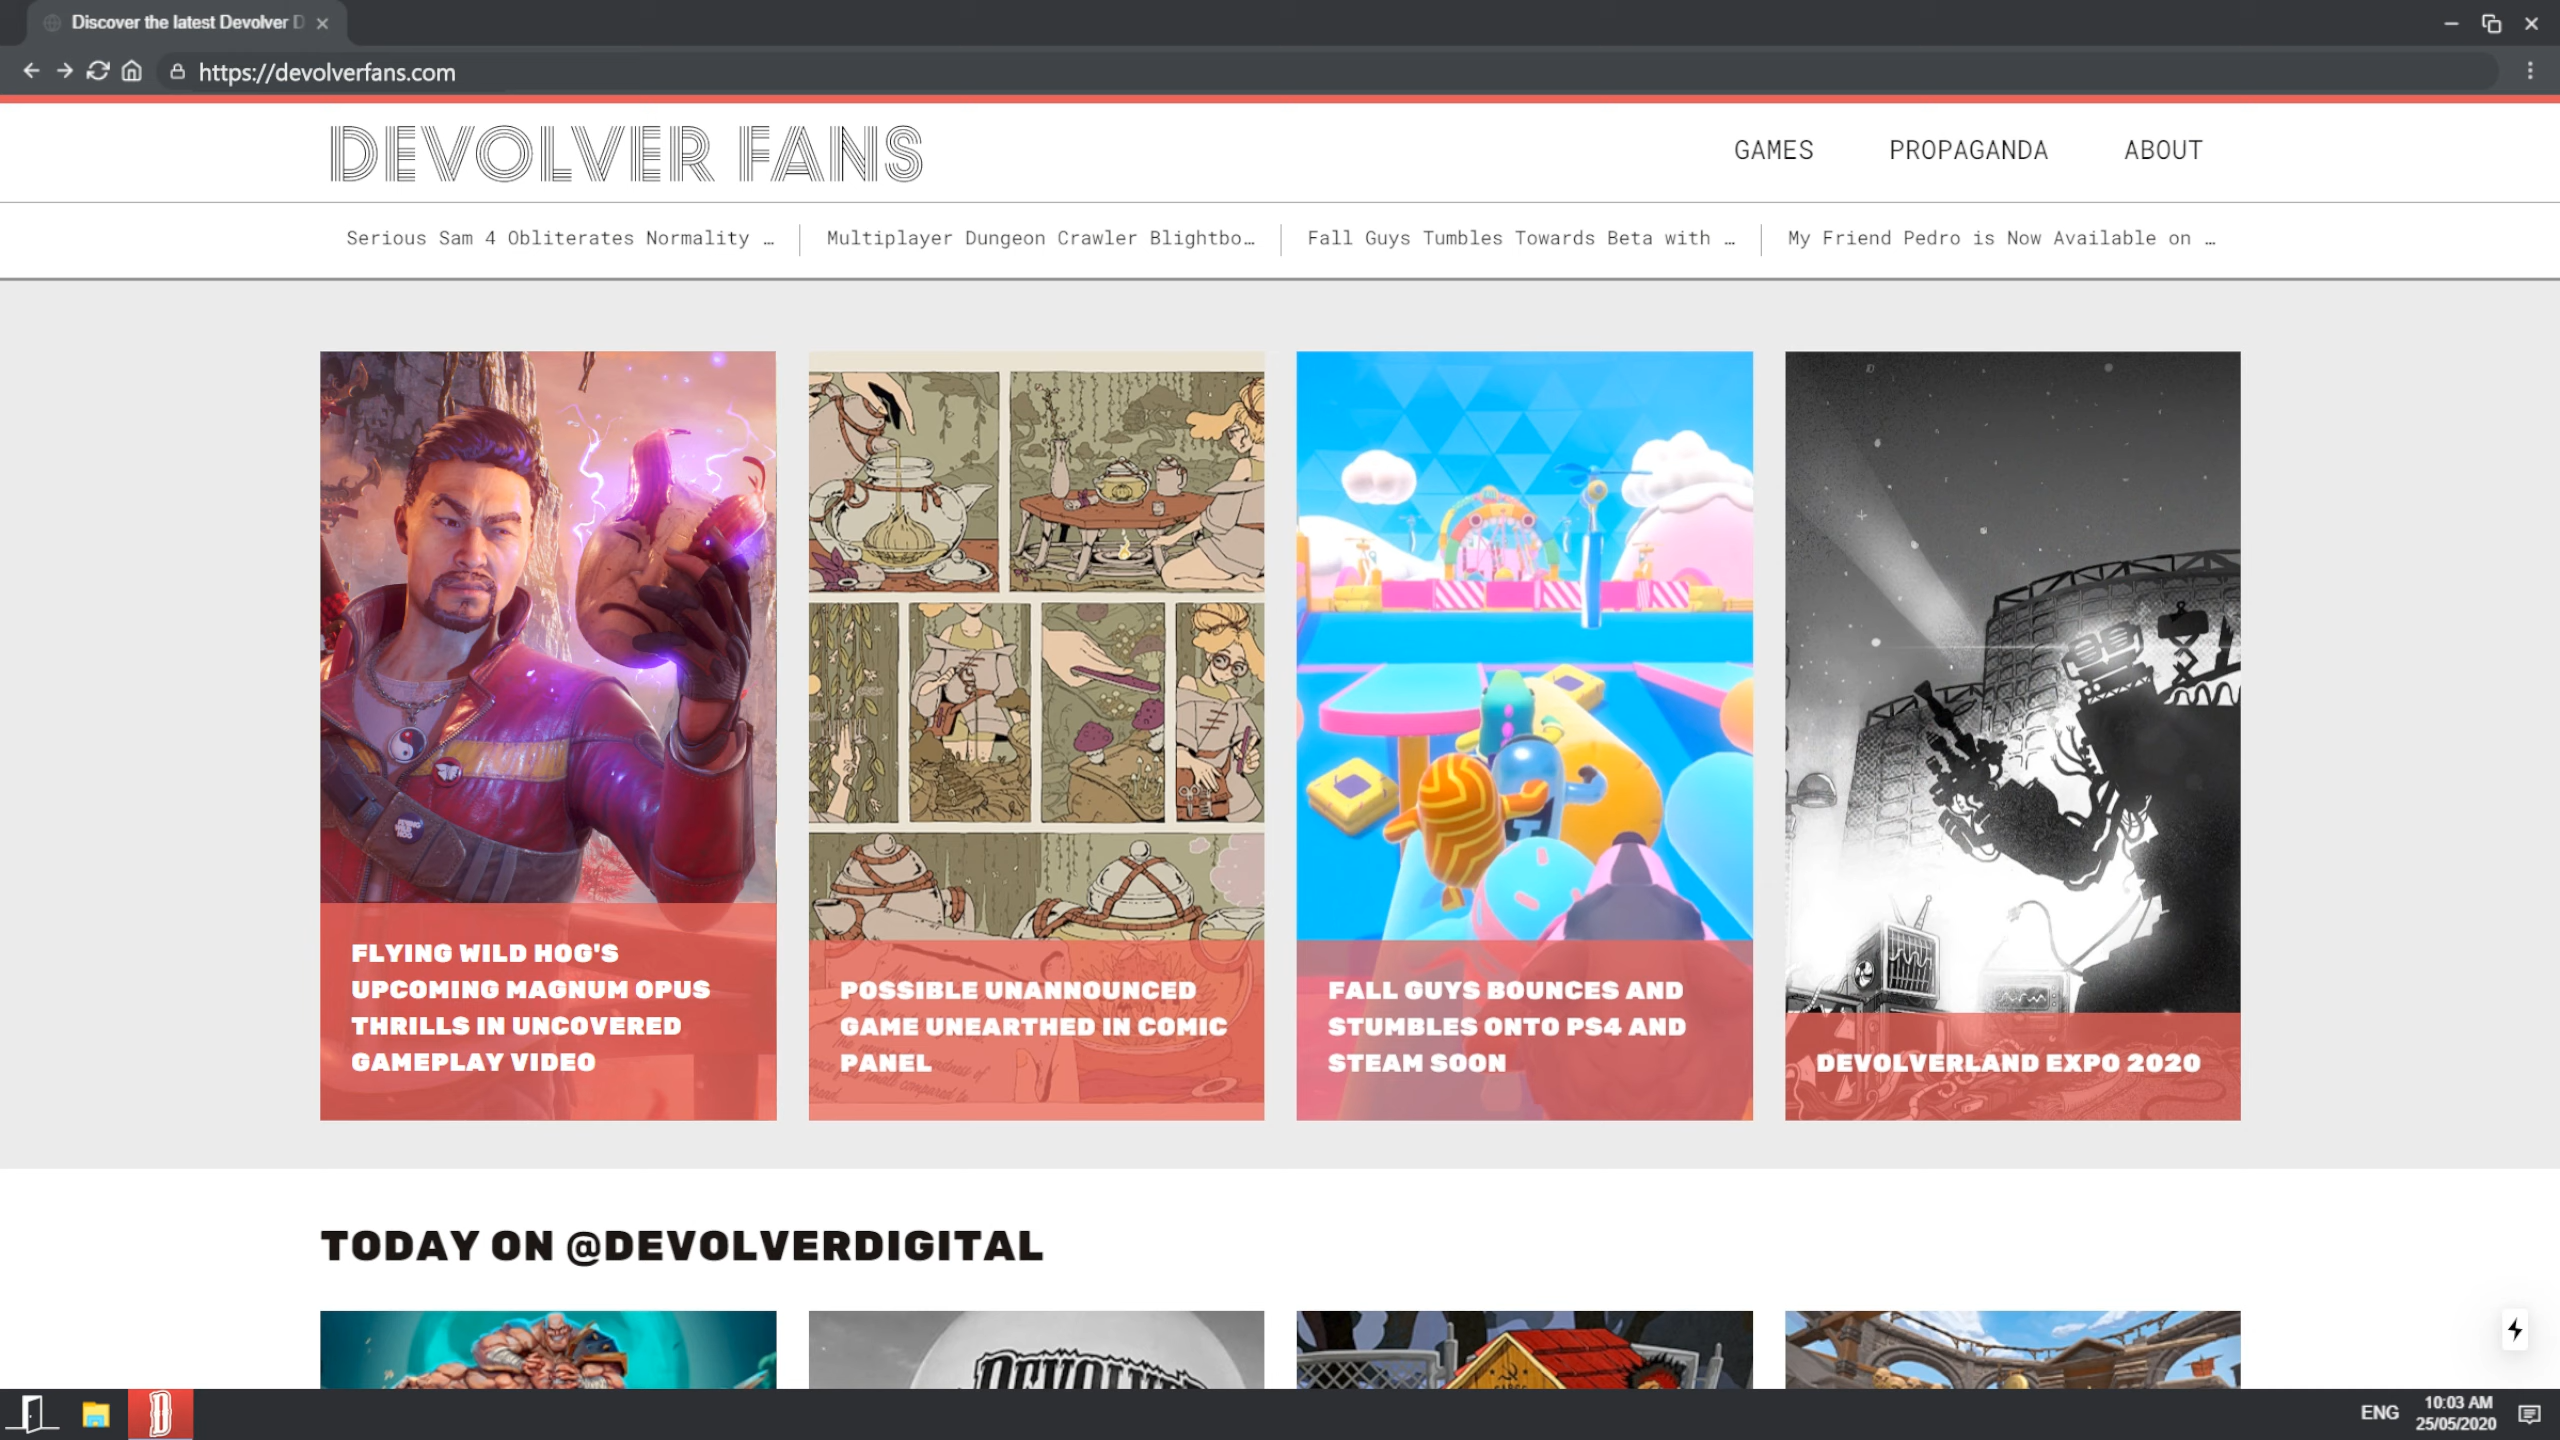 Discover the latest Devolver D
https://devolverfans.com
DEVOLVER FANS
GAMES
PROPAGANDA
ABOUT
Serious Sam 4 Obliterates Normality …
Multiplayer Dungeon Crawler Blightbo…
Fall Guys Tumbles Towards Beta with …
My Friend Pedro is Now Available on …
FLYING WILD HOG'S
UPCOMING MAGNUM OPUS
THRILLS IN UNCOVERED
GAMEPLAY VIDEO
POSSIBLE UNANNOUNCED
GAME UNEARTHED IN COMIC
PANEL
FALL GUYS BOUNCES AND
STUMBLES ONTO PS4 AND
STEAM SOON
DEVOLVERLAND EXPO 2020
TODAY ON @DEVOLVERDIGITAL
ENG
10:03 AM
25/05/2020